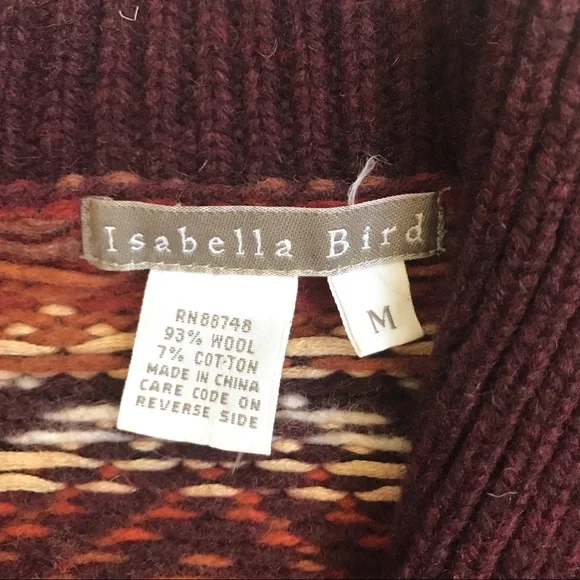 Isabella Bird
M
RN88748
93% WOOL
7% COTTON
MADE IN CHINA
CARE CODE ON
REVERSE SIDE